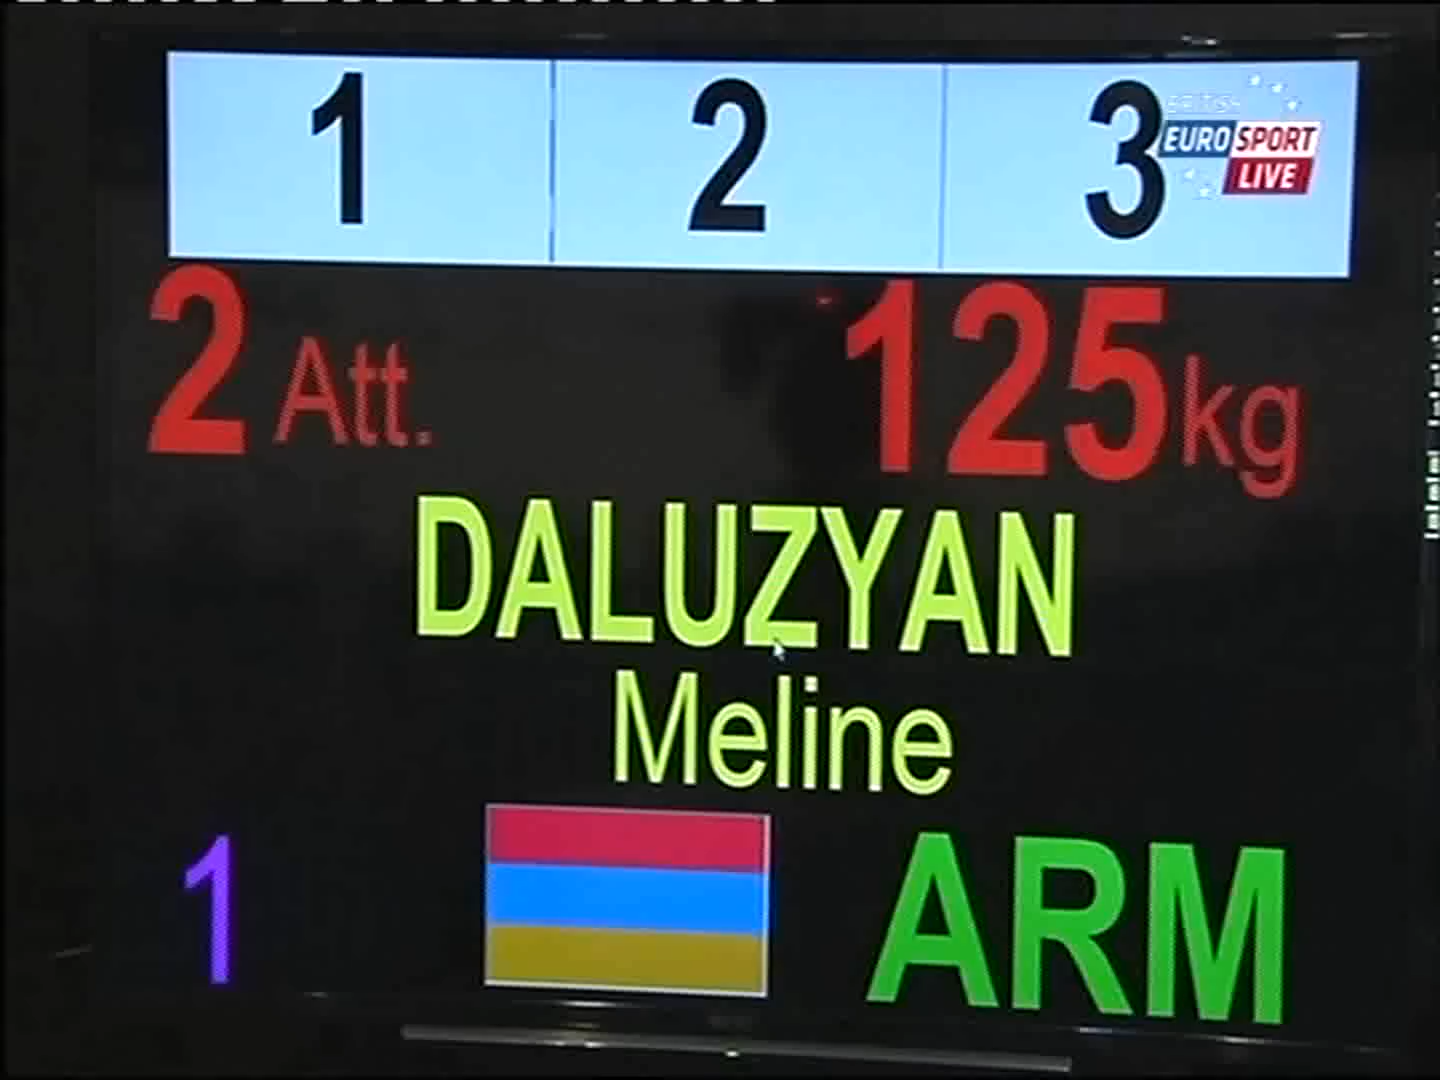 1 2 3
BRITISH
EUROSPORT
LIVE
2 Att. 125kg
DALUZYAN
Meline
1 ARM